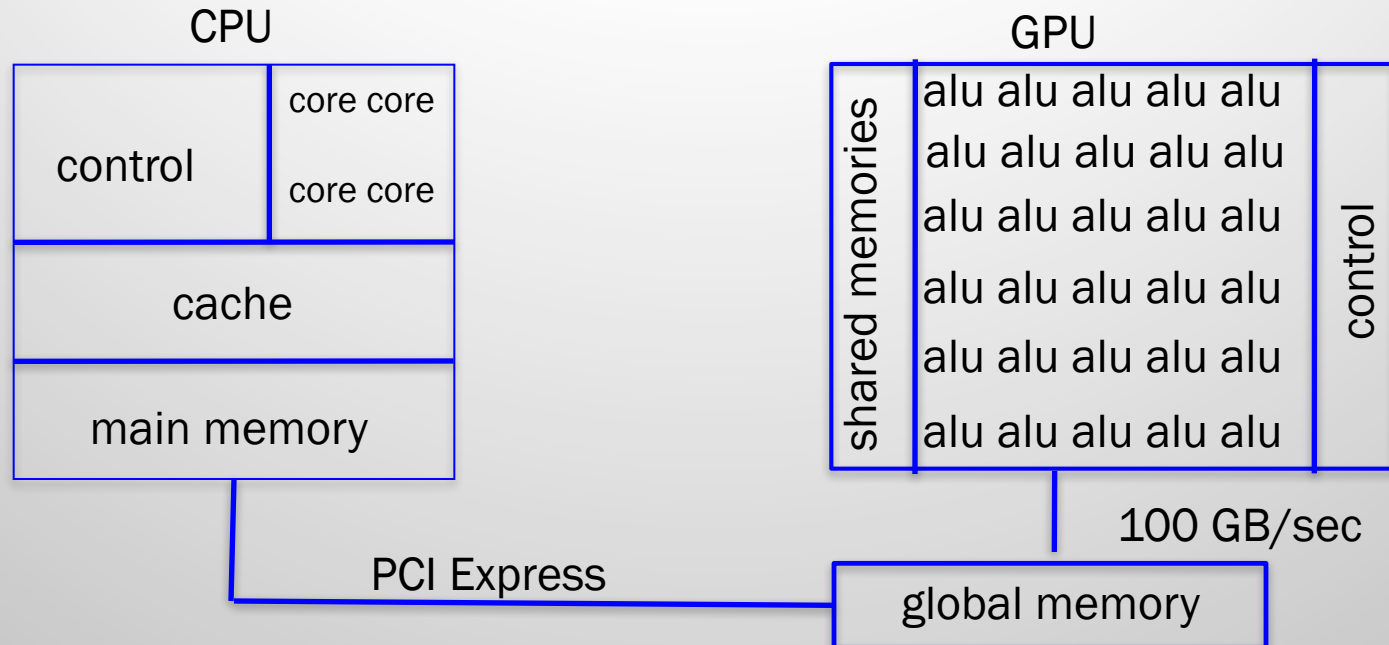 CPU
control
core core
core core
cache
main memory
PCI Express
GPU
shared memories
alu alu alu alu alu
alu alu alu alu alu
alu alu alu alu alu
alu alu alu alu alu
alu alu alu alu alu
alu alu alu alu alu
control
100 GB/sec
global memory